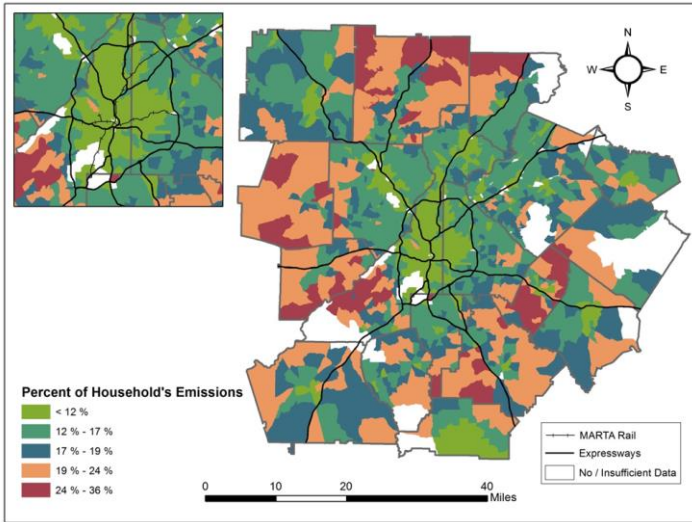 N
W E
S
Percent of Household's Emissions
< 12 %
12 % - 17 %
17 % - 19 %
19 % - 24 %
24 % - 36 %
MARTA Rail
Expressways
No / Insufficient Data
0 10 20 40
Miles